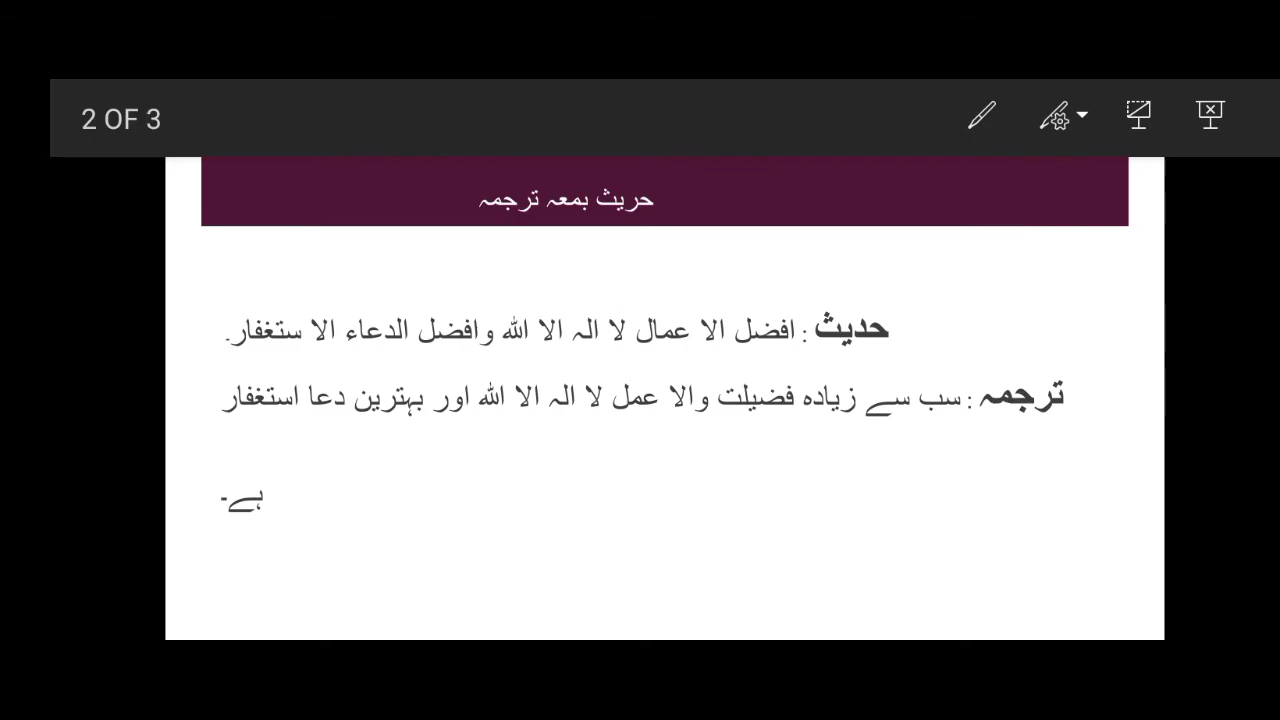 2 OF 3
حریث بمعہ ترجمہ
حدیث : افضل الا عمال لا الہ الا اللہ وافضل الدعاء الا ستغفار.
ترجمہ : سب سے زیادہ فضیلت والا عمل لا الہ الا اللہ اور بہترین دعا استغفار
ہے۔